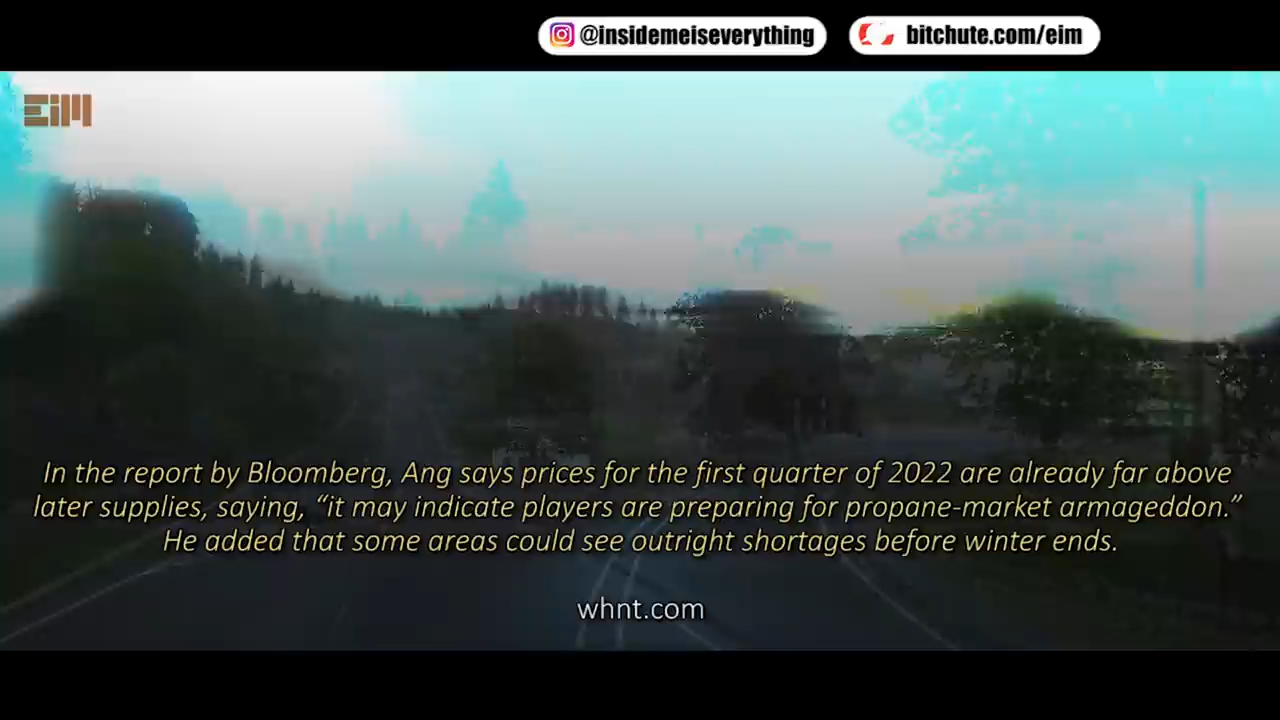 @insidemeiseverything
bitchute.com/eim
EiM
In the report by Bloomberg, Ang says prices for the first quarter of 2022 are already far above
later supplies, saying, “it may indicate players are preparing for propane-market armageddon.”
He added that some areas could see outright shortages before winter ends.
whnt.com